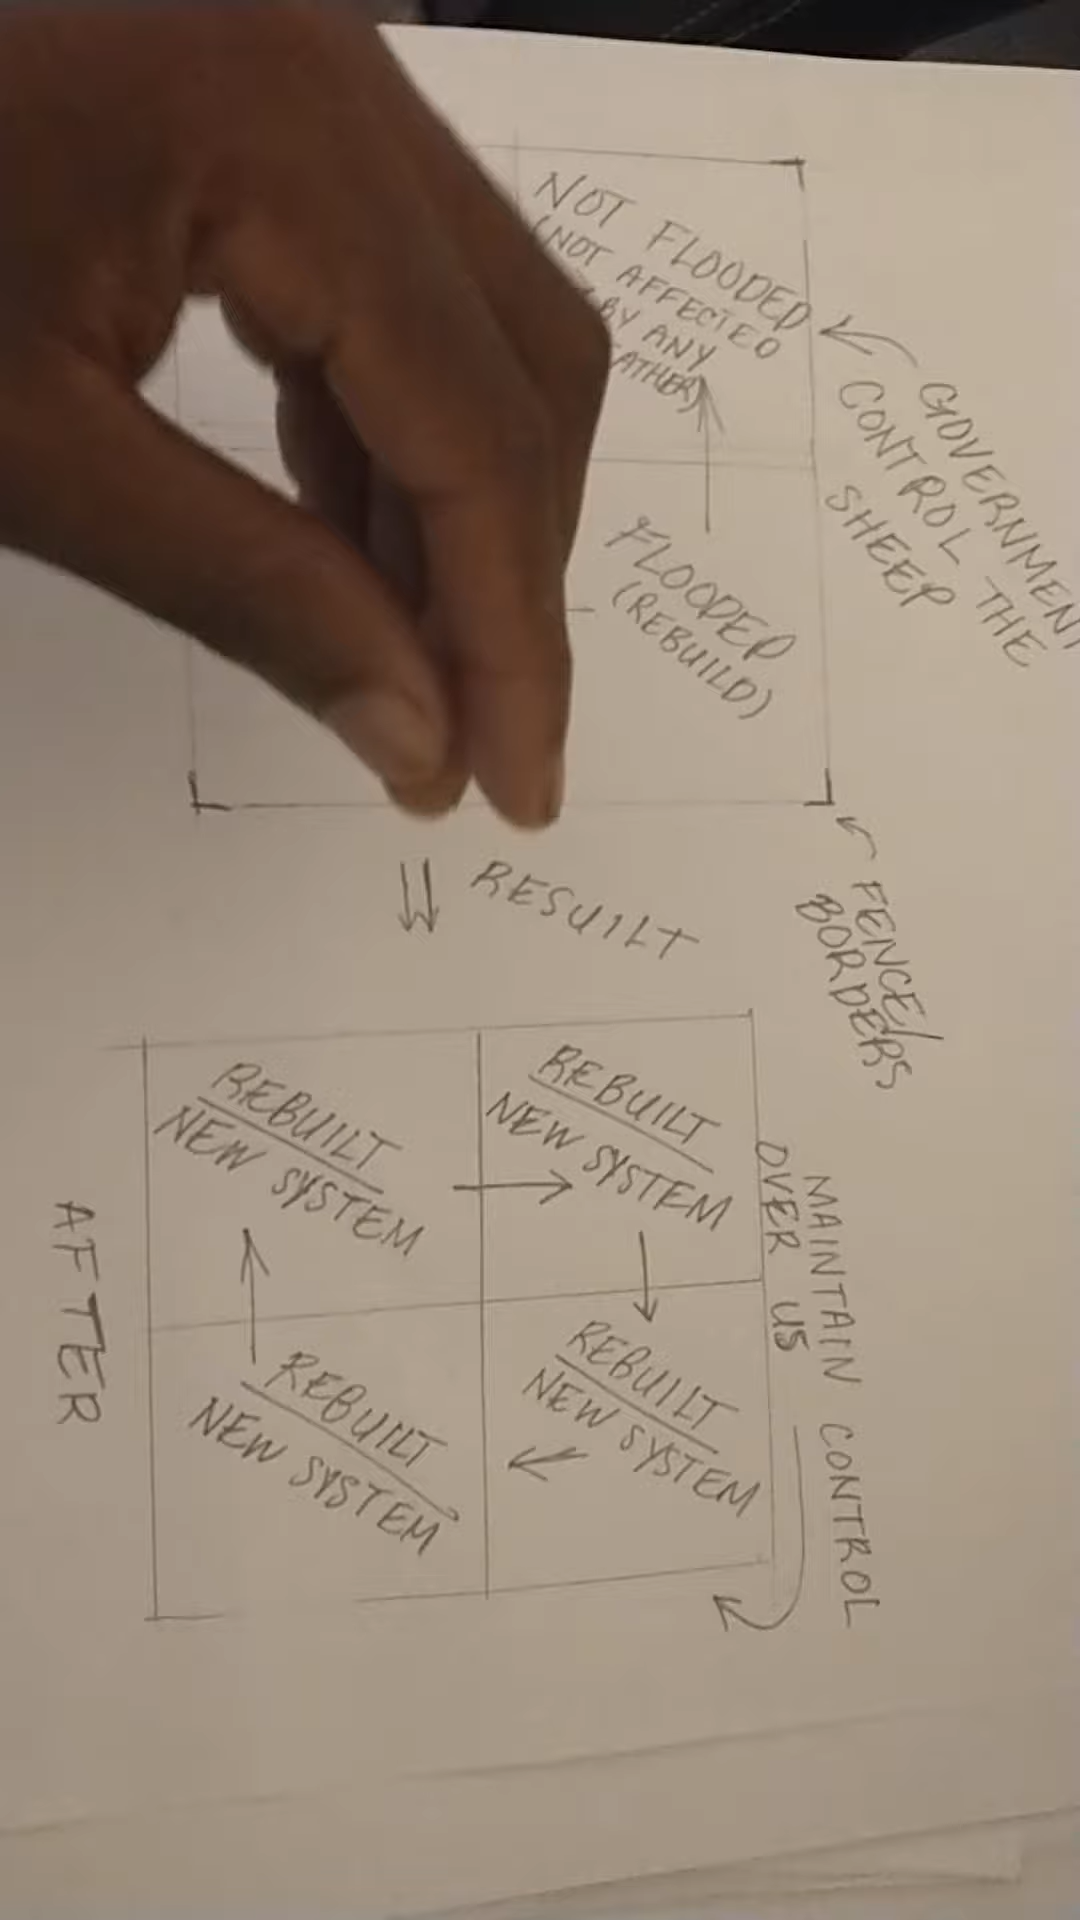 NOT FLOODED
(NOT AFFECTED
BY ANY
GOVERNMENT
CONTROL THE
SHEEP
FLOODED
(REBUILD)
FENCE/
BORDERS
RESUILT
REBUILT
NEW SYSTEM
REBUILT
NEW SYSTEM
MAINTAIN CONTROL
OVER US
AFTER
REBUILT
NEW SYSTEM
REBUILT
NEW SYSTEM